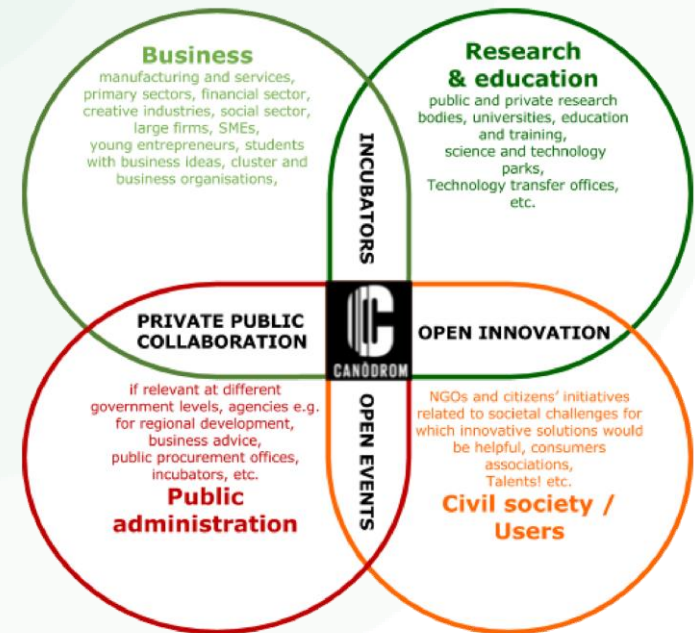 Business
manufacturing and services,
primary sectors, financial sector,
creative industries, social sector,
large firms, SMEs,
young entrepreneurs, students
with business ideas, cluster and
business organisations,
Research
& education
public and private research
bodies, universities, education
and training,
science and technology
parks,
Technology transfer offices,
etc.
INCUBATORS
PRIVATE PUBLIC
COLLABORATION
CANÒDROM
OPEN INNOVATION
if relevant at different
government levels, agencies e.g.
for regional development,
business advice,
public procurement offices,
incubators, etc.
Public
administration
OPEN EVENTS
NGOs and citizens’ initiatives
related to societal challenges for
which innovative solutions would
be helpful, consumers
associations,
Talents! etc.
Civil society /
Users